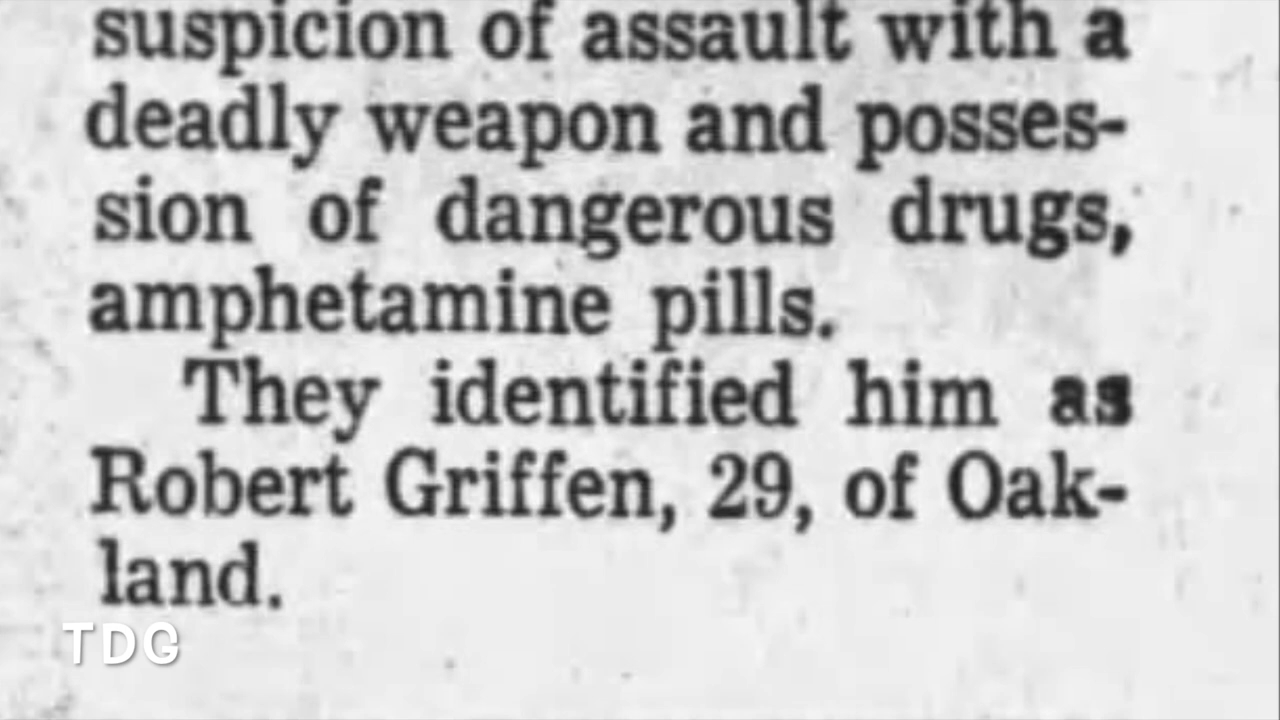 suspicion of assault with a
deadly weapon and posses-
sion of dangerous drugs,
amphetamine pills.
They identified him as
Robert Griffen, 29, of Oak-
land.
TDG